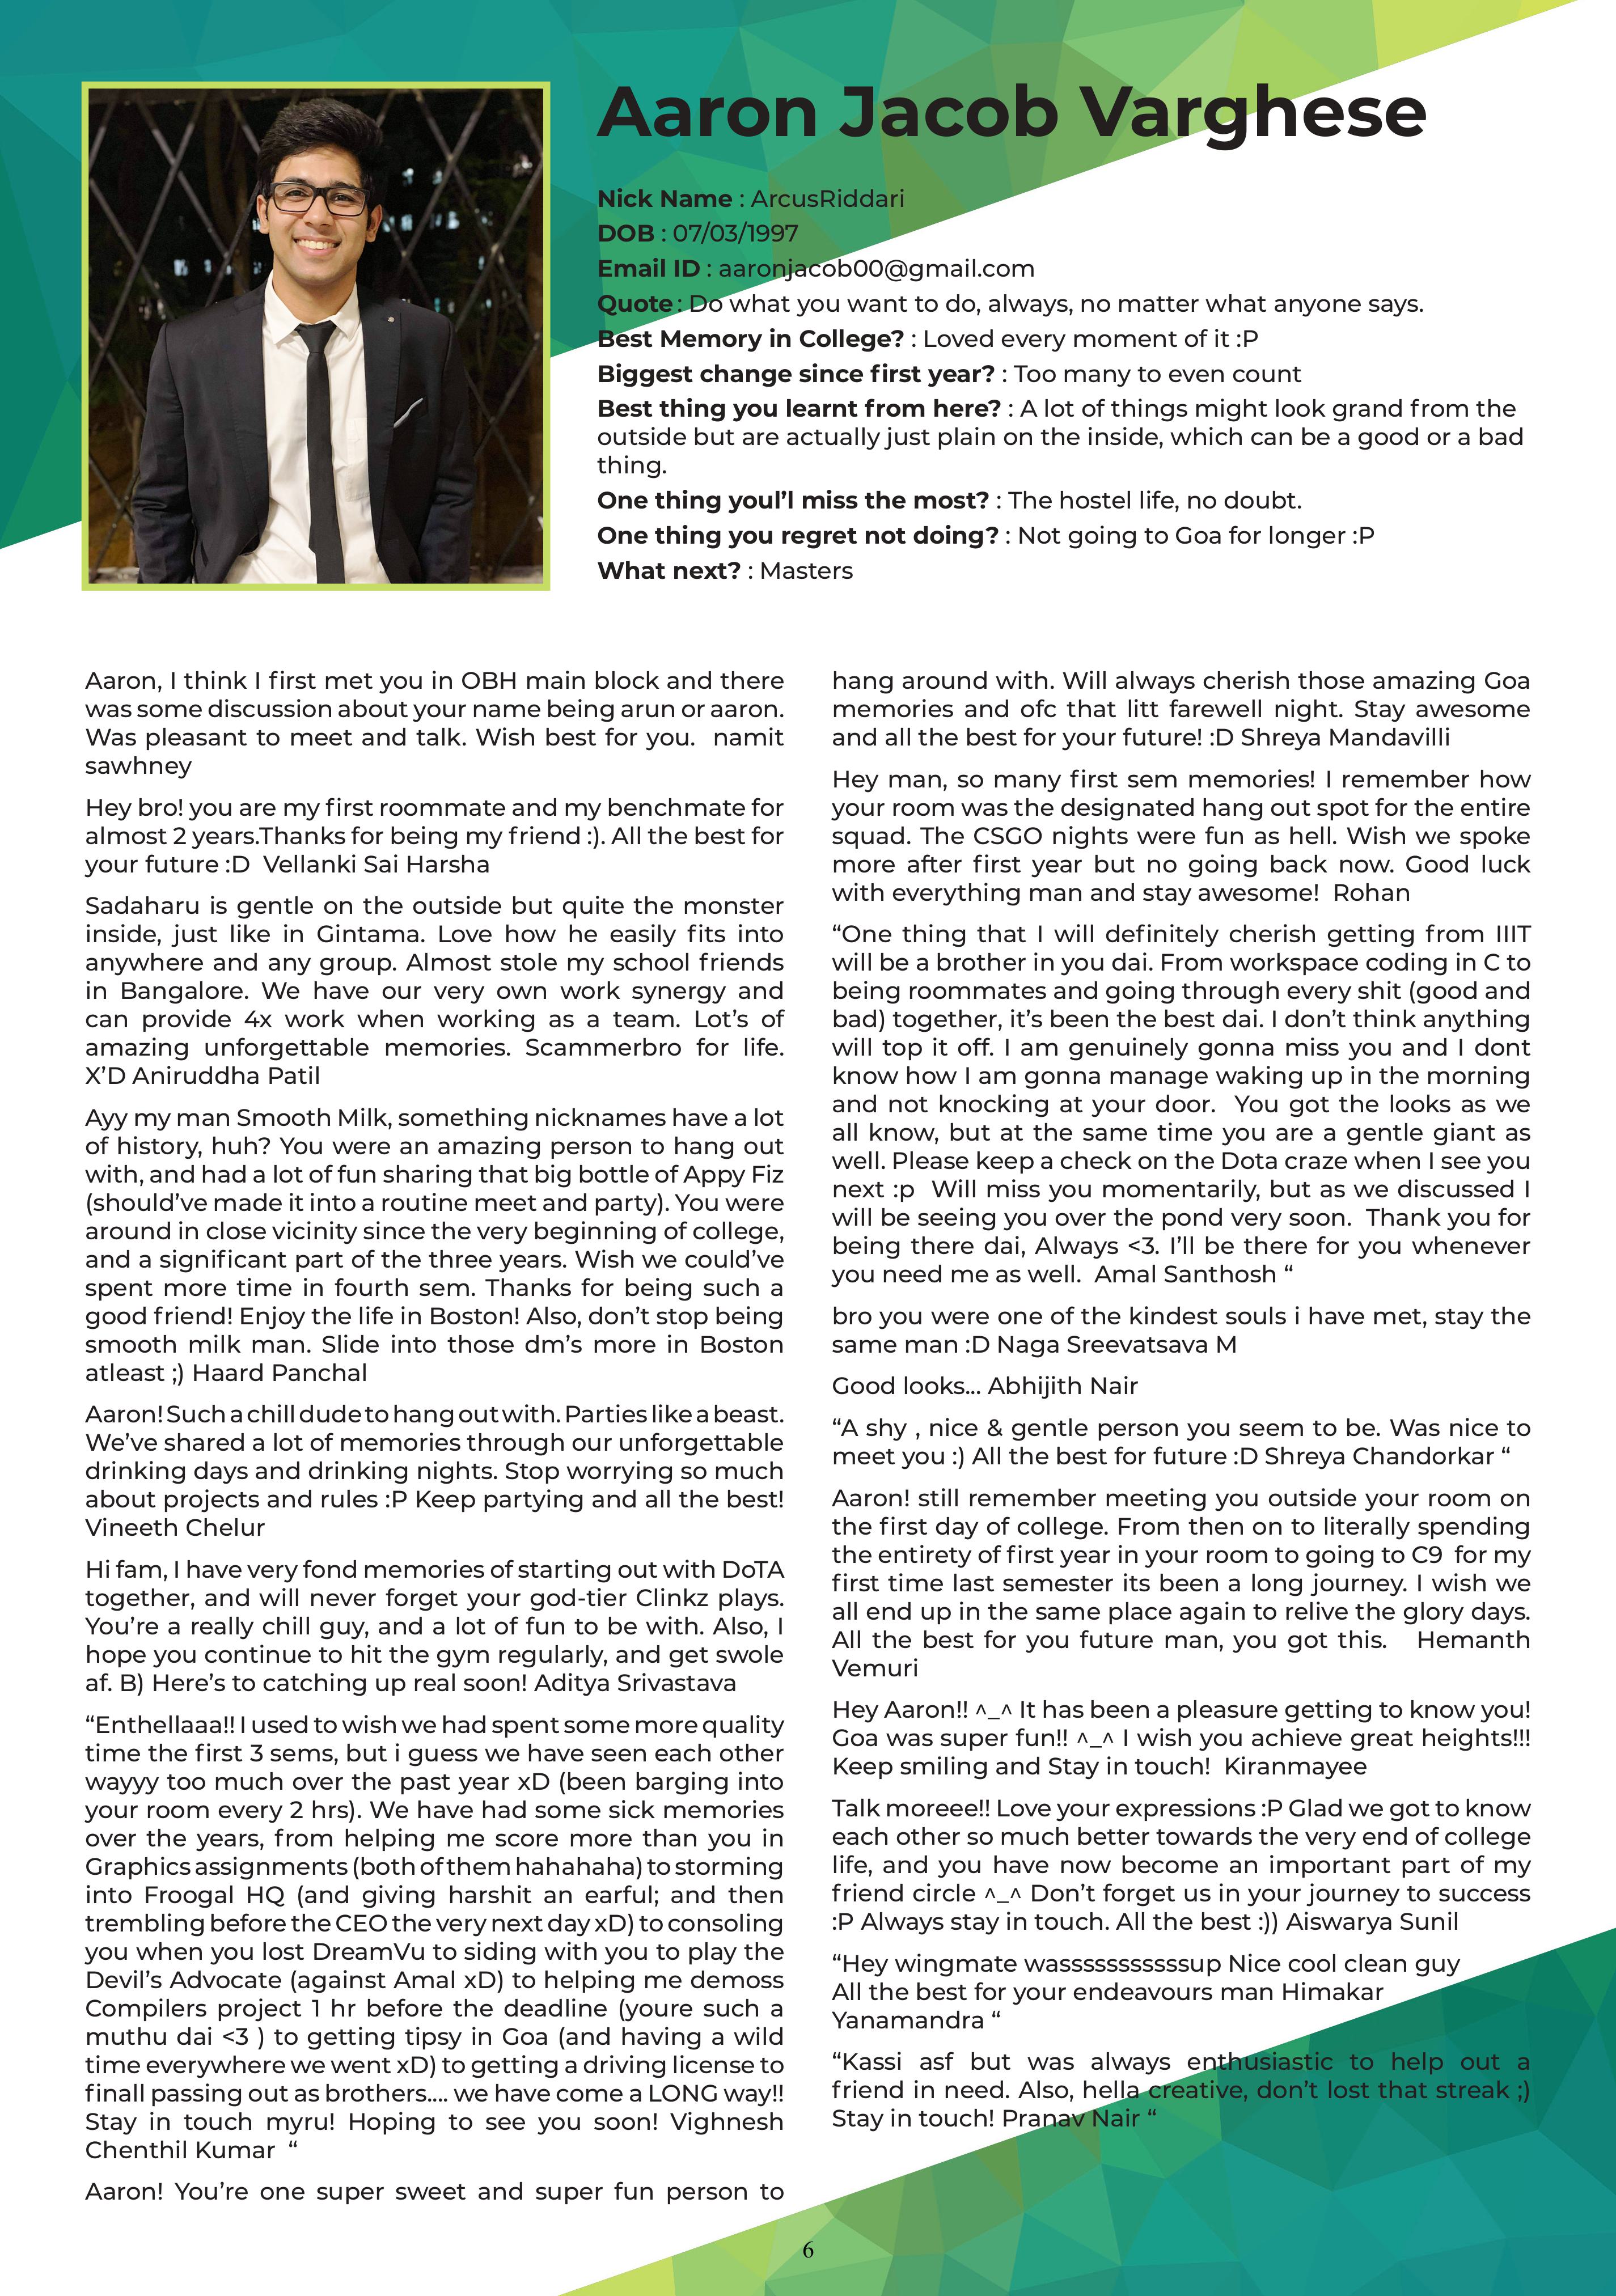 Aaron Jacob Varghese
Nick Name : ArcusRiddari
DOB : 07/03/1997
Email ID : aaronjacob00@gmail.com
Quote : Do what you want to do, always, no matter what anyone says.
Best Memory in College? : Loved every moment of it :P
Biggest change since first year? : Too many to even count
Best thing you learnt from here? : A lot of things might look grand from the
outside but are actually just plain on the inside, which can be a good or a bad
thing.
One thing youl’l miss the most? : The hostel life, no doubt.
One thing you regret not doing? : Not going to Goa for longer :P
What next? : Masters
Aaron, I think I first met you in OBH main block and there
was some discussion about your name being arun or aaron.
Was pleasant to meet and talk. Wish best for you.  namit
sawhney
Hey bro! you are my first roommate and my benchmate for
almost 2 years.Thanks for being my friend :). All the best for
your future :D  Vellanki Sai Harsha
Sadaharu is gentle on the outside but quite the monster
inside, just like in Gintama. Love how he easily fits into
anywhere and any group. Almost stole my school friends
in Bangalore. We have our very own work synergy and
can provide 4x work when working as a team. Lot’s of
amazing unforgettable memories. Scammerbro for life.
X’D Aniruddha Patil
Ayy my man Smooth Milk, something nicknames have a lot
of history, huh? You were an amazing person to hang out
with, and had a lot of fun sharing that big bottle of Appy Fiz
(should’ve made it into a routine meet and party). You were
around in close vicinity since the very beginning of college,
and a significant part of the three years. Wish we could’ve
spent more time in fourth sem. Thanks for being such a
good friend! Enjoy the life in Boston! Also, don’t stop being
smooth milk man. Slide into those dm’s more in Boston
atleast ;) Haard Panchal
Aaron! Such a chill dude to hang out with. Parties like a beast.
We’ve shared a lot of memories through our unforgettable
drinking days and drinking nights. Stop worrying so much
about projects and rules :P Keep partying and all the best!
Vineeth Chelur
Hi fam, I have very fond memories of starting out with DoTA
together, and will never forget your god-tier Clinkz plays.
You’re a really chill guy, and a lot of fun to be with. Also, I
hope you continue to hit the gym regularly, and get swole
af. B) Here’s to catching up real soon! Aditya Srivastava
“Enthellaaa!! I used to wish we had spent some more quality
time the first 3 sems, but i guess we have seen each other
wayyy too much over the past year xD (been barging into
your room every 2 hrs). We have had some sick memories
over the years, from helping me score more than you in
Graphics assignments (both of them hahahaha) to storming
into Froogal HQ (and giving harshit an earful; and then
trembling before the CEO the very next day xD) to consoling
you when you lost DreamVu to siding with you to play the
Devil’s Advocate (against Amal xD) to helping me demoss
Compilers project 1 hr before the deadline (youre such a
muthu dai <3 ) to getting tipsy in Goa (and having a wild
time everywhere we went xD) to getting a driving license to
finall passing out as brothers.... we have come a LONG way!!
Stay in touch myru! Hoping to see you soon! Vighnesh
Chenthil Kumar  “
Aaron! You’re one super sweet and super fun person to
hang around with. Will always cherish those amazing Goa
memories and ofc that litt farewell night. Stay awesome
and all the best for your future! :D Shreya Mandavilli
Hey man, so many first sem memories! I remember how
your room was the designated hang out spot for the entire
squad. The CSGO nights were fun as hell. Wish we spoke
more after first year but no going back now. Good luck
with everything man and stay awesome!  Rohan
“One thing that I will definitely cherish getting from IIIT
will be a brother in you dai. From workspace coding in C to
being roommates and going through every shit (good and
bad) together, it’s been the best dai. I don’t think anything
will top it off. I am genuinely gonna miss you and I dont
know how I am gonna manage waking up in the morning
and not knocking at your door.  You got the looks as we
all know, but at the same time you are a gentle giant as
well. Please keep a check on the Dota craze when I see you
next :p  Will miss you momentarily, but as we discussed I
will be seeing you over the pond very soon.  Thank you for
being there dai, Always <3. I’ll be there for you whenever
you need me as well.  Amal Santhosh “
bro you were one of the kindest souls i have met, stay the
same man :D Naga Sreevatsava M
Good looks... Abhijith Nair
“A shy , nice & gentle person you seem to be. Was nice to
meet you :) All the best for future :D Shreya Chandorkar “
Aaron! still remember meeting you outside your room on
the first day of college. From then on to literally spending
the entirety of first year in your room to going to C9  for my
first time last semester its been a long journey. I wish we
all end up in the same place again to relive the glory days.
All the best for you future man, you got this.   Hemanth
Vemuri
Hey Aaron!! ^_^ It has been a pleasure getting to know you!
Goa was super fun!! ^_^ I wish you achieve great heights!!!
Keep smiling and Stay in touch!  Kiranmayee
Talk moreee!! Love your expressions :P Glad we got to know
each other so much better towards the very end of college
life, and you have now become an important part of my
friend circle ^_^ Don’t forget us in your journey to success
:P Always stay in touch. All the best :)) Aiswarya Sunil
“Hey wingmate wassssssssssssup Nice cool clean guy
All the best for your endeavours man Himakar
Yanamandra “
“Kassi asf but was always enthusiastic to help out a
friend in need. Also, hella creative, don’t lost that streak ;)
Stay in touch! Pranav Nair “
6